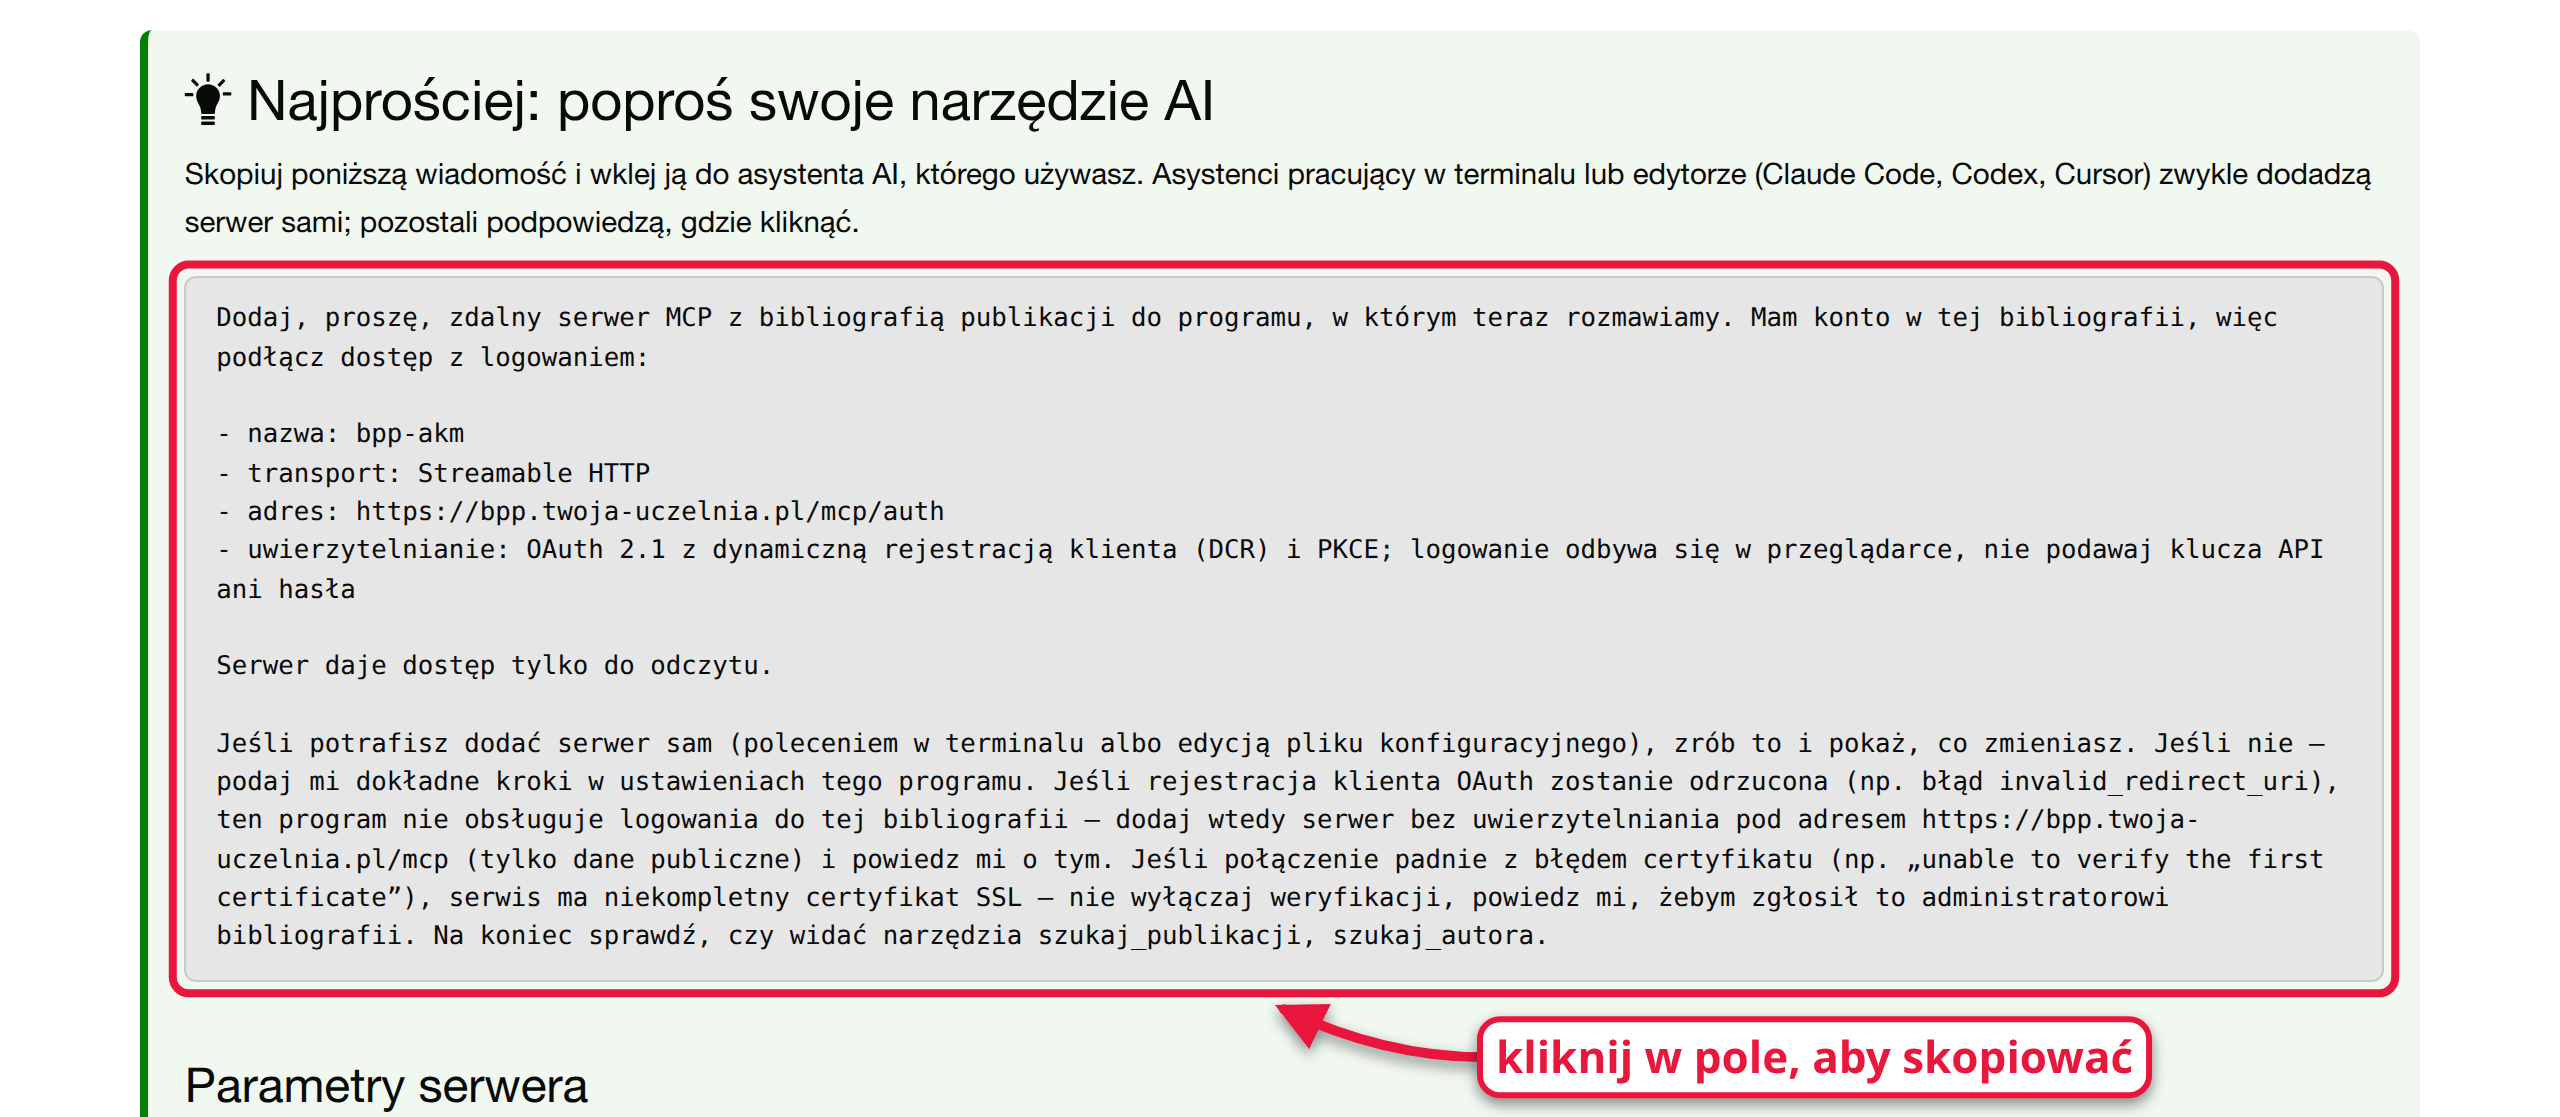 Najprościej: poproś swoje narzędzie AI
Skopiuj poniższą wiadomość i wklej ją do asystenta AI, którego używasz. Asystenci pracujący w terminalu lub edytorze (Claude Code, Codex, Cursor) zwykle dodadzą
serwer sami; pozostali podpowiedzą, gdzie kliknąć.
Dodaj, proszę, zdalny serwer MCP z bibliografią publikacji do programu, w którym teraz rozmawiamy. Mam konto w tej bibliografii, więc
podłącz dostęp z logowaniem:
- nazwa: bpp-akm
- transport: Streamable HTTP
- adres: https://bpp.twoja-uczelnia.pl/mcp/auth
- uwierzytelnianie: OAuth 2.1 z dynamiczną rejestracją klienta (DCR) i PKCE; logowanie odbywa się w przeglądarce, nie podawaj klucza API
ani hasła
Serwer daje dostęp tylko do odczytu.
Jeśli potrafisz dodać serwer sam (poleceniem w terminalu albo edycją pliku konfiguracyjnego), zrób to i pokaż, co zmieniasz. Jeśli nie —
podaj mi dokładne kroki w ustawieniach tego programu. Jeśli rejestracja klienta OAuth zostanie odrzucona (np. błąd invalid_redirect_uri),
ten program nie obsługuje logowania do tej bibliografii — dodaj wtedy serwer bez uwierzytelniania pod adresem https://bpp.twoja-
uczelnia.pl/mcp (tylko dane publiczne) i powiedz mi o tym. Jeśli połączenie padnie z błędem certyfikatu (np. „unable to verify the first
certificate”), serwis ma niekompletny certyfikat SSL — nie wyłączaj weryfikacji, powiedz mi, żebym zgłosił to administratorowi
bibliografii. Na koniec sprawdź, czy widać narzędzia szukaj_publikacji, szukaj_autora.
kliknij w pole, aby skopiować
Parametry serwera